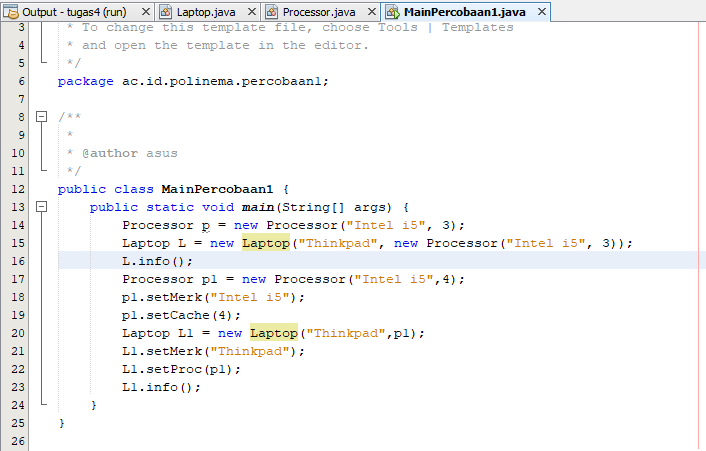 Output - tugas4 (run) Laptop.java Processor.java MainPercobaan1.java
3 * To change this template file, choose Tools | Templates
4 * and open the template in the editor.
5 */
6 package ac.id.polinema.percobaan1;
7
8 /**
9 *
10 * @author asus
11 */
12 public class MainPercobaan1 {
13 public static void main(String[] args) {
14 Processor p = new Processor("Intel i5", 3);
15 Laptop L = new Laptop("Thinkpad", new Processor("Intel i5", 3));
16 L.info();
17 Processor p1 = new Processor("Intel i5",4);
18 p1.setMerk("Intel i5");
19 p1.setCache(4);
20 Laptop L1 = new Laptop("Thinkpad",p1);
21 L1.setMerk("Thinkpad");
22 L1.setProc(p1);
23 L1.info();
24 }
25 }
26